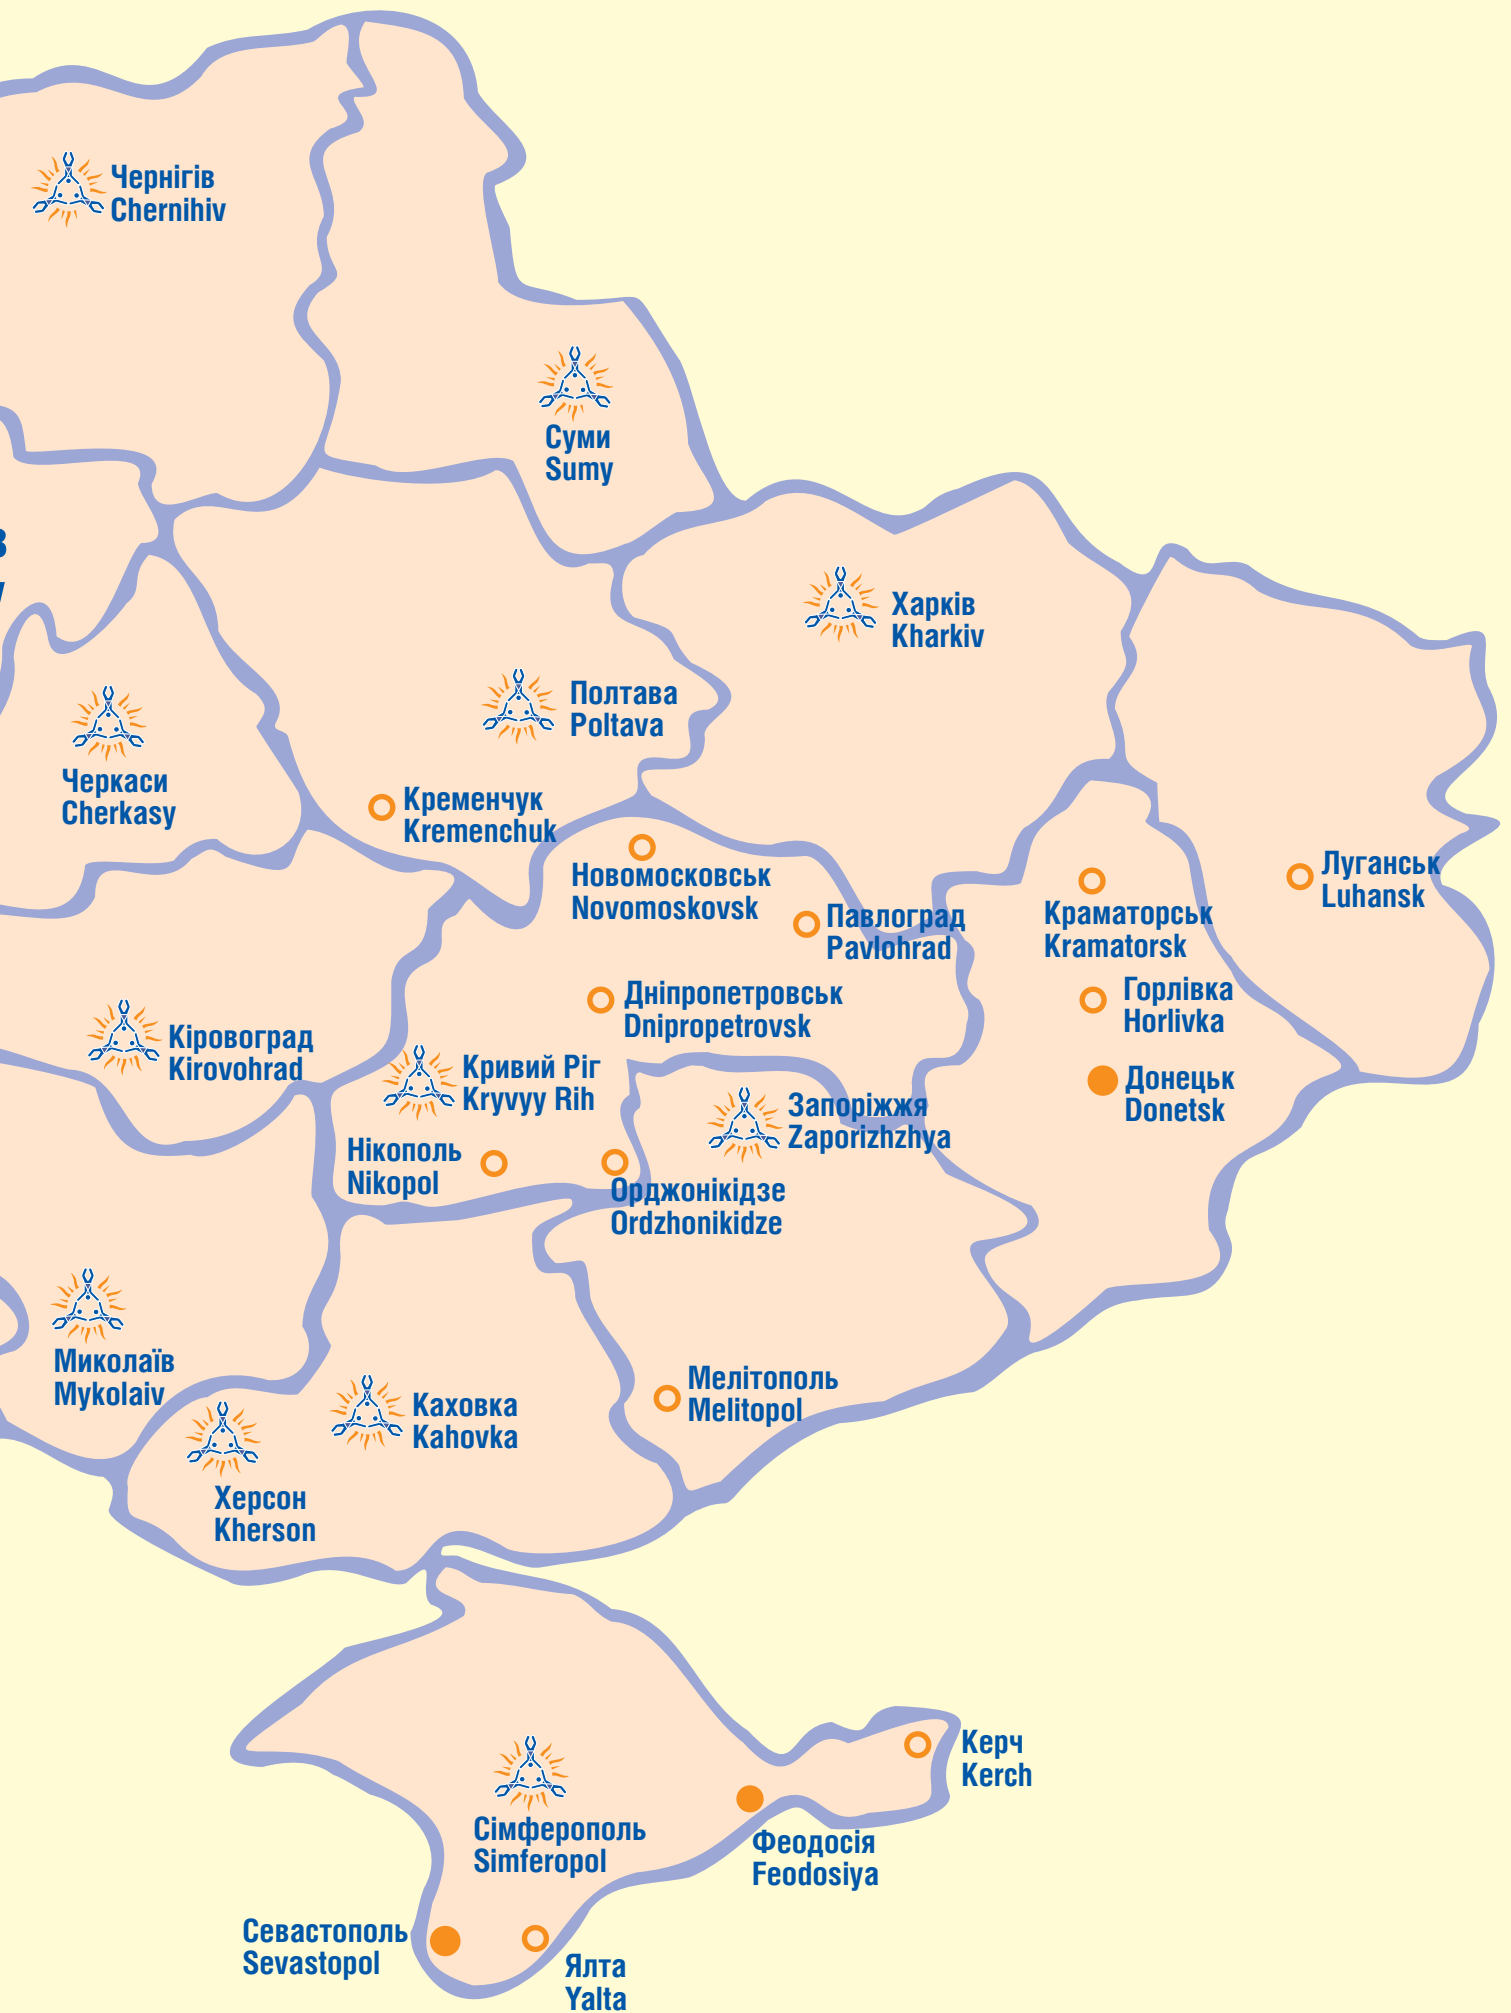 Чернігів
Chernihiv
Суми
Sumy
Харків
Kharkiv
Полтава
Poltava
Черкаси
Cherkasy
Кременчук
Kremenchuk
Новомосковськ
Novomoskovsk
Луганськ
Luhansk
Павлоград
Pavlohrad
Краматорськ
Kramatorsk
Дніпропетровськ
Dnipropetrovsk
Горлівка
Horlivka
Кіровоград
Kirovohrad
Кривий Ріг
Kryvyy Rih
Донецьк
Donetsk
Запоріжжя
Zaporizhzhya
Нікополь
Nikopol
Орджонікідзе
Ordzhonikidze
Миколаїв
Mykolaiv
Мелітополь
Melitopol
Каховка
Kahovka
Херсон
Kherson
Керч
Kerch
Сімферополь
Simferopol
Феодосія
Feodosiya
Севастополь
Sevastopol
Ялта
Yalta